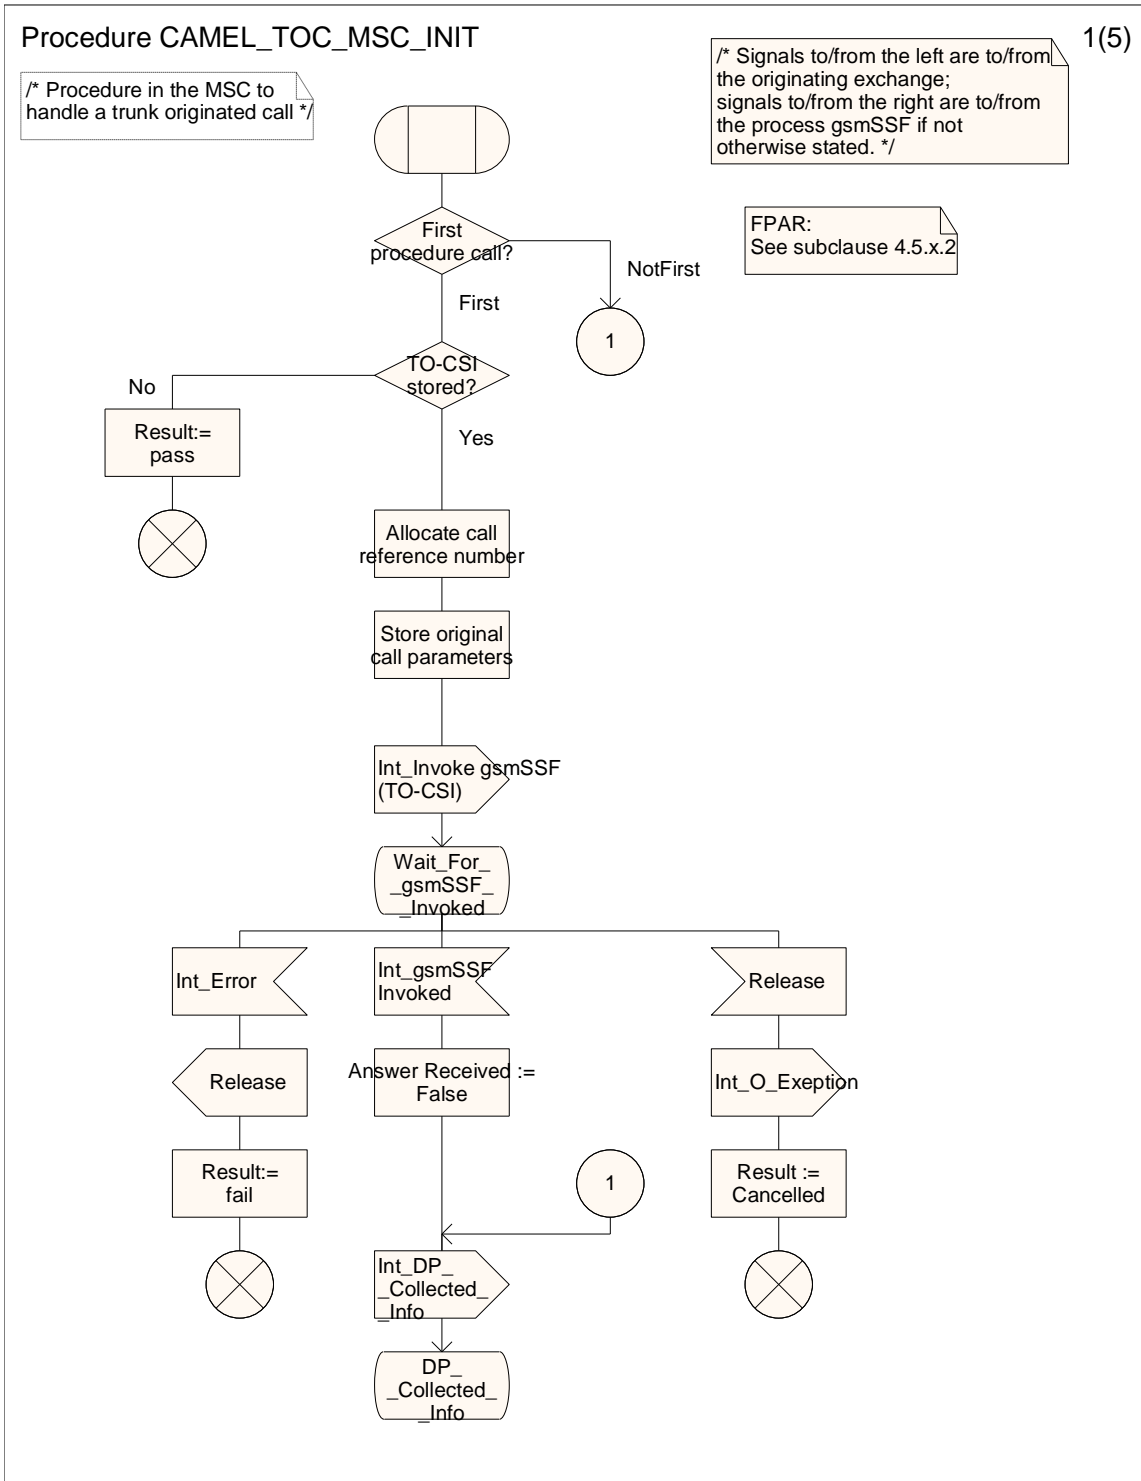 Procedure CAMEL_TOC_MSC_INIT
1(5)
/* Procedure in the MSC to
handle a trunk originated call */
/* Signals to/from the left are to/from
the originating exchange;
signals to/from the right are to/from
the process gsmSSF if not
otherwise stated. */
FPAR:
See subclause 4.5.x.2
First
procedure call?
NotFirst
First
1
TO-CSI
stored?
No
Yes
Result:=
pass
Allocate call
reference number
Store original
call parameters
Int_Invoke gsmSSF
(TO-CSI)
Wait_For_
_gsmSSF_
_Invoked
Int_Error
Int_gsmSSF
Invoked
Release
Release
Answer Received :=
False
Int_O_Exeption
Result:=
fail
1
Result :=
Cancelled
Int_DP_
_Collected_
_Info
DP_
_Collected_
_Info